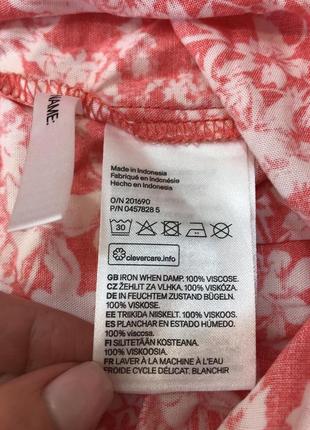 NAME:
Made in Indonesia
Fabriqué en Indonésie
Hecho en Indonesia
O/N 201690
P/N 0457828 5
30
clevercare.info
GB IRON WHEN DAMP. 100% VISCOSE.
CZ ŽEHLIT ZA VLHKA. 100% VISKÓZA.
DE IN FEUCHTEM ZUSTAND BÜGELN.
100% VISKOSE.
EE TRIIKIDA NIISKELT. 100% VISKOOS.
ES PLANCHAR EN ESTADO HÚMEDO.
100% viscosa.
FI SILITETÄÄN KOSTEANA.
100% VISKOOSIA.
FR LAVER À LA MACHINE À L'EAU
FROIDE CYCLE DÉLICAT. BLANCHIR